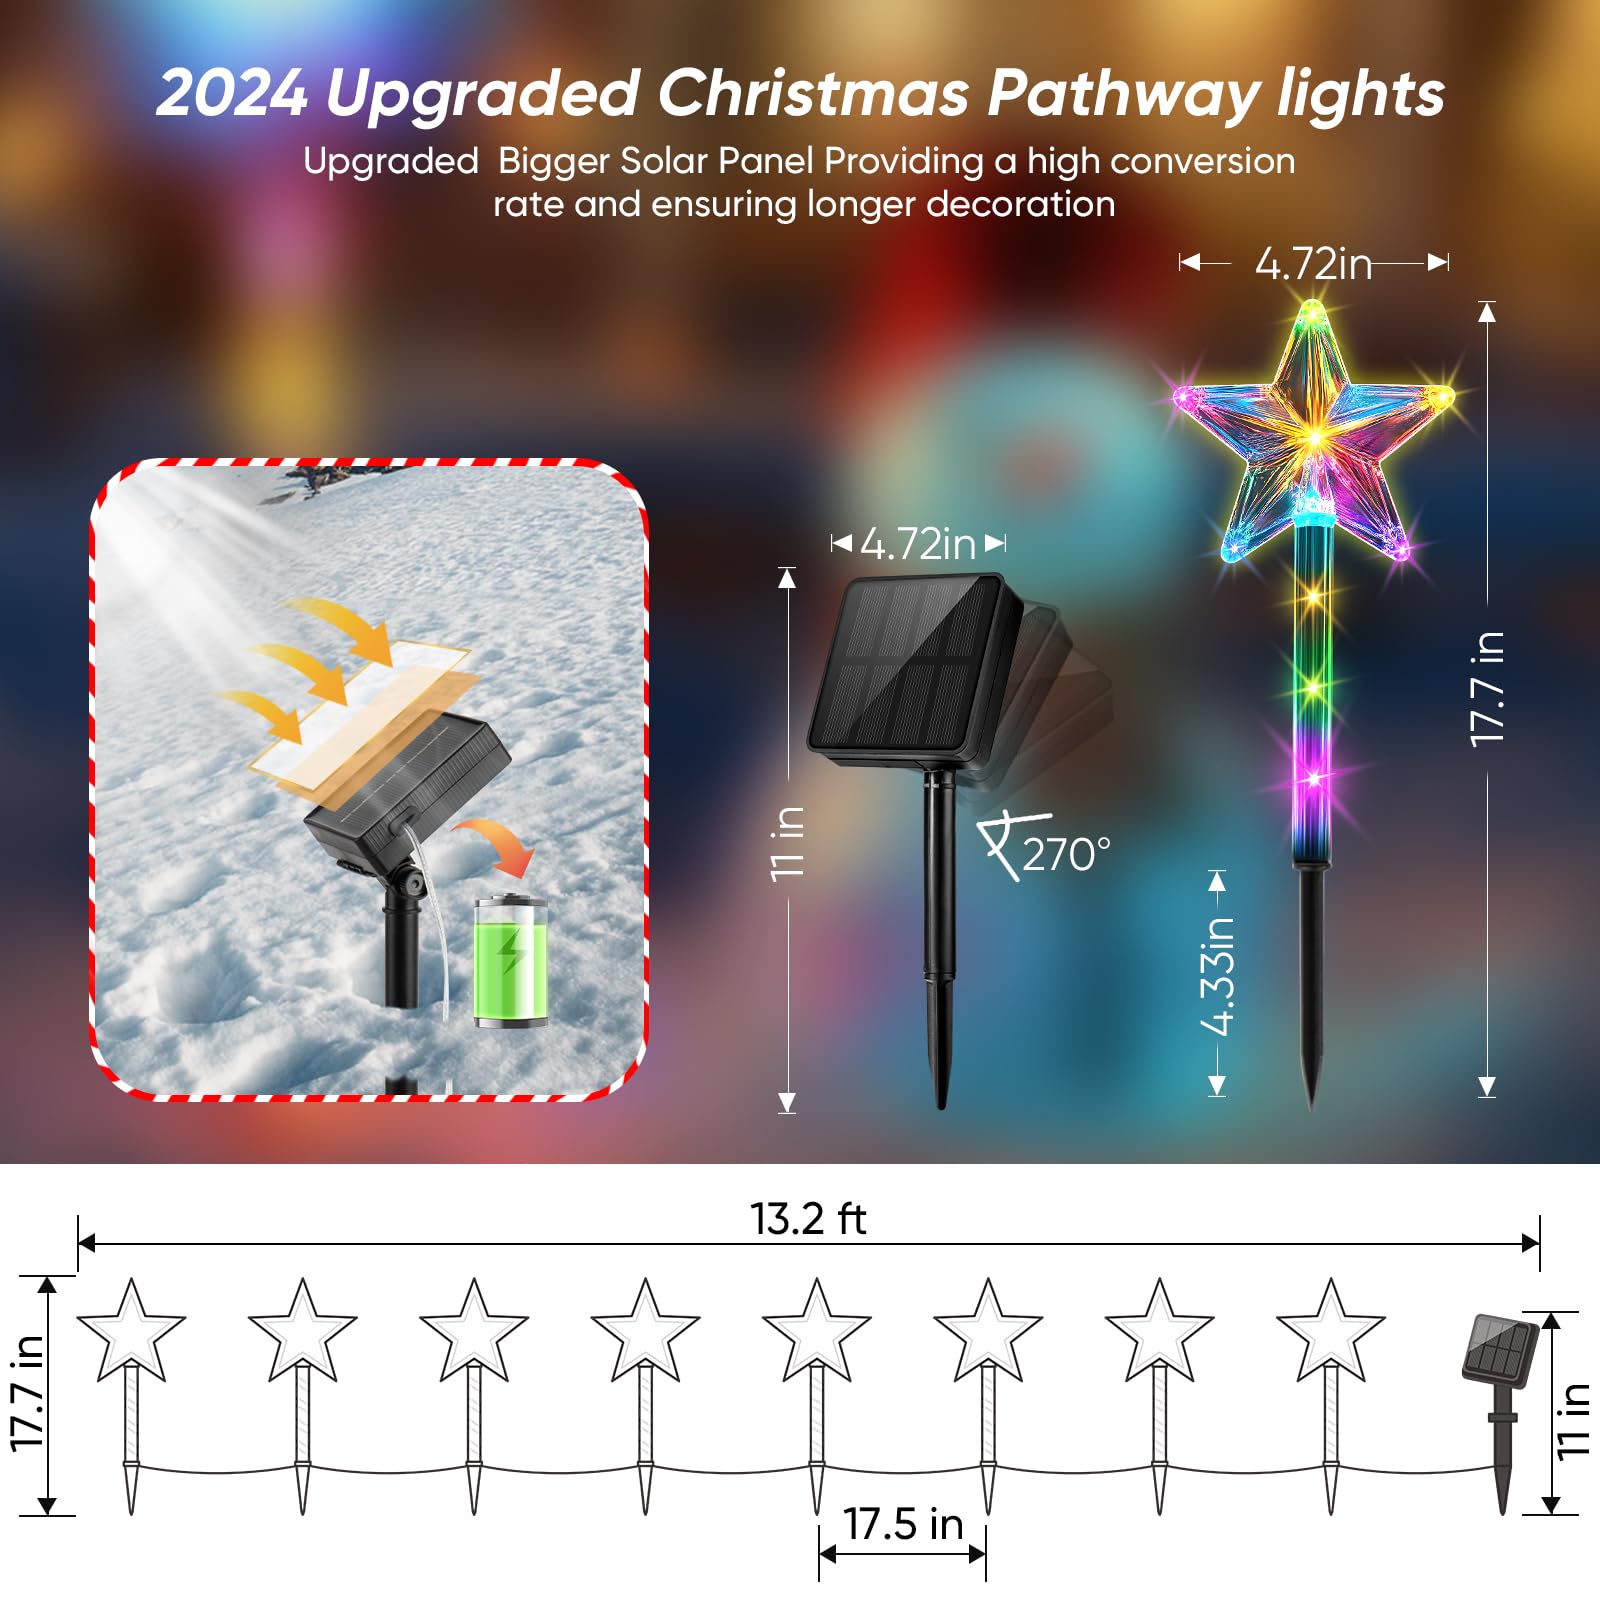 2024 Upgraded Christmas Pathway lights
Upgraded Bigger Solar Panel Providing a high conversion
rate and ensuring longer decoration
4.72in
4.72in
17.7 in
11 in
270°
4.33in
13.2 ft
17.7 in
11 in
17.5 in